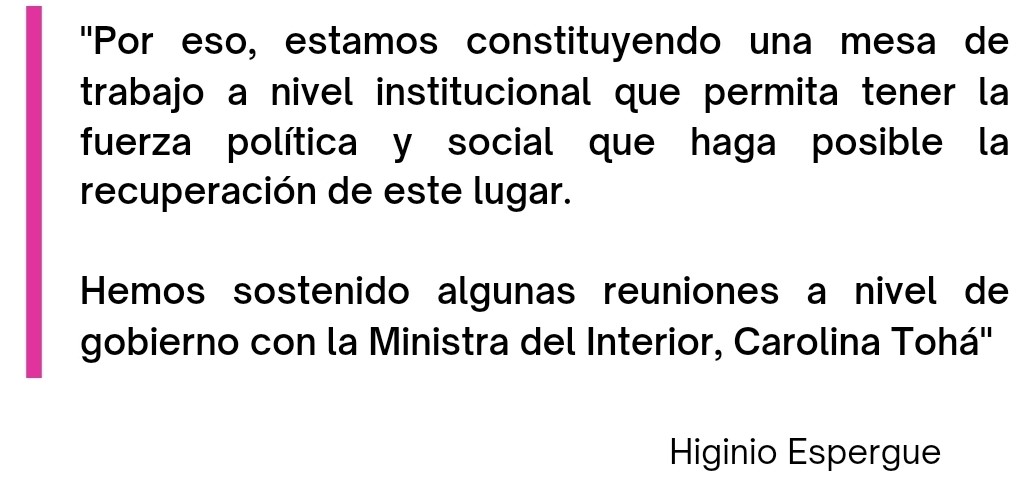 "Por eso, estamos constituyendo una mesa de
trabajo a nivel institucional que permita tener la
fuerza política y social que haga posible la
recuperación de este lugar.
Hemos sostenido algunas reuniones a nivel de
gobierno con la Ministra del Interior, Carolina Tohá"
Higinio Espergue